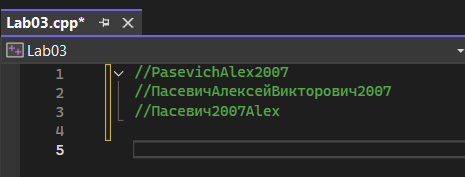 Lab03.cpp*
Lab03
1 //PasevichAlex2007
2 //ПасевичАлексейВикторович2007
3 //Пасевич2007Alex
4
5